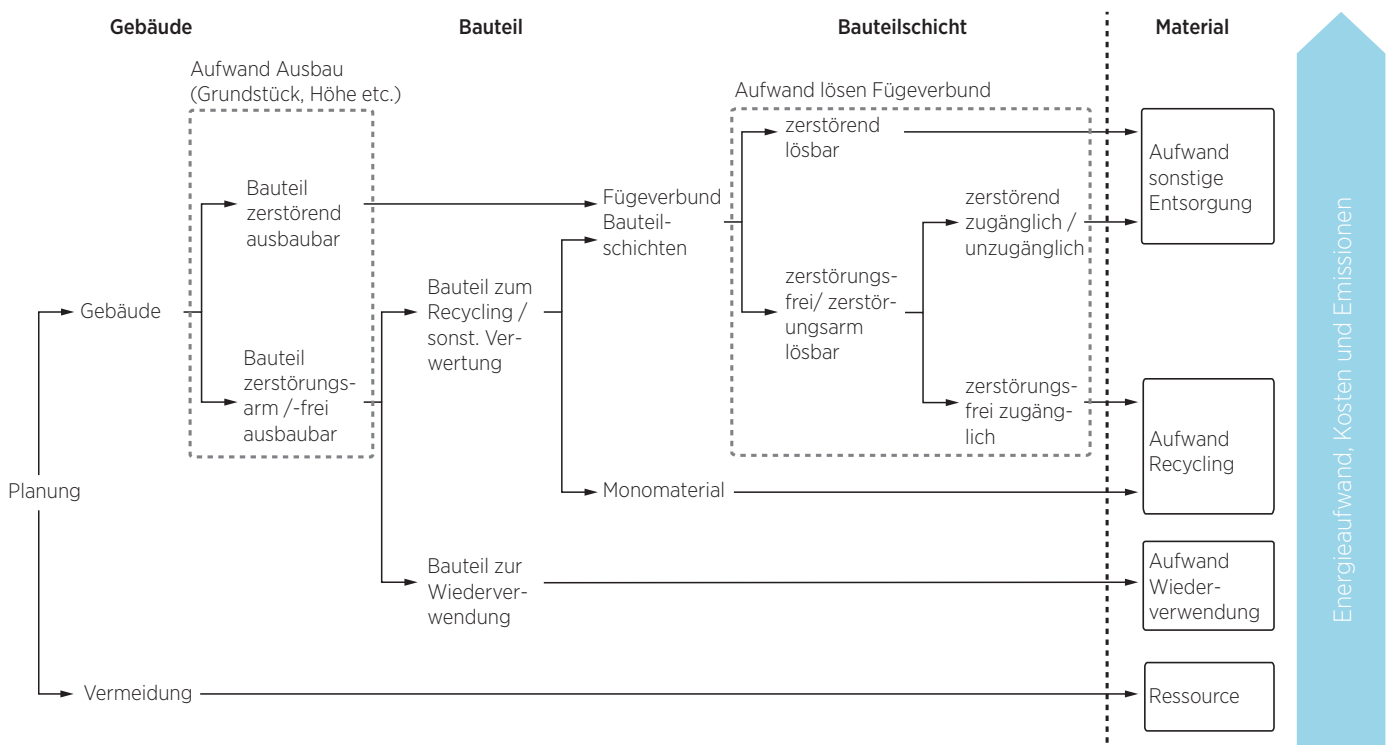 Gebäude
Bauteil
Bauteilschicht
Material
Aufwand Ausbau
(Grundstück, Höhe etc.)
Aufwand lösen Fügeverbund
zerstörend
lösbar
Aufwand
sonstige
Entsorgung
Bauteil
zerstörend
ausbaubar
Fügeverbund
Bauteil-
schichten
zerstörend
zugänglich /
unzugänglich
Gebäude
Bauteil zum
Recycling /
sonst. Ver-
wertung
zerstörungs-
frei/ zerstör-
ungsarm
lösbar
Bauteil
zerstörungs-
arm /-frei
ausbaubar
zerstörungs-
frei zugäng-
lich
Aufwand
Recycling
Planung
Monomaterial
Bauteil zur
Wiederver-
wendung
Aufwand
Wieder-
verwendung
Vermeidung
Ressource
Energieaufwand, Kosten und Emissionen